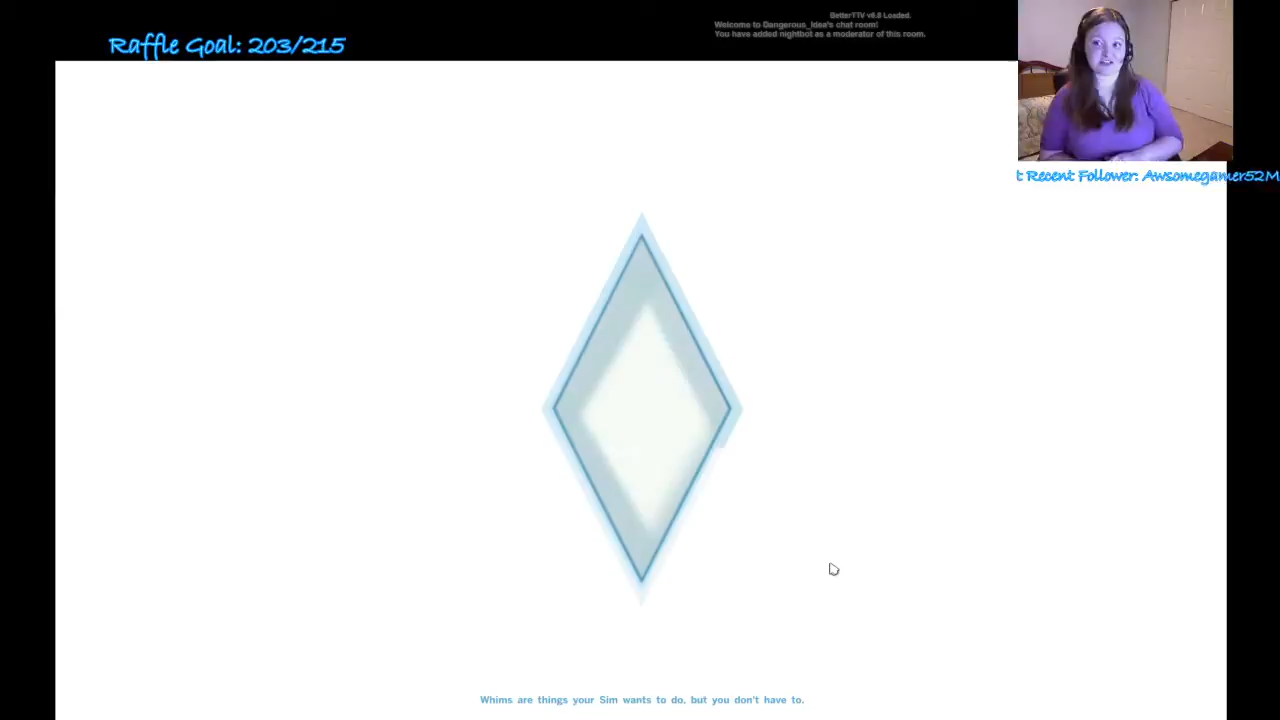 Raffle Goal: 203/215
BetterTTV v6.8 Loaded.
Welcome to Dangerous_Idea's chat room!
You have added nightbot as a moderator of this room.
t Recent Follower: Awsomegamer52M
Whims are things your Sim wants to do, but you don't have to.